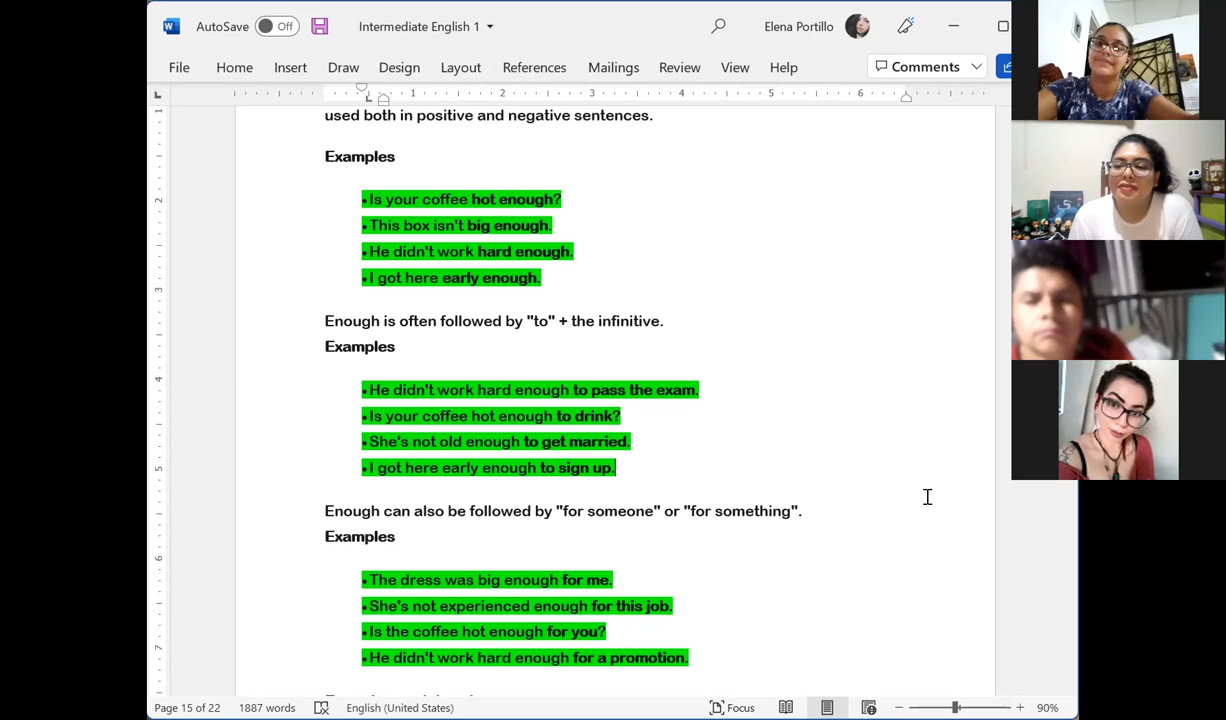 AutoSave Off Intermediate English 1 Elena Portillo
File Home Insert Draw Design Layout References Mailings Review View Help Comments
1 2 3 4 5 6
used both in positive and negative sentences.
Examples
•Is your coffee hot enough?
•This box isn't big enough.
•He didn't work hard enough.
•I got here early enough.
Enough is often followed by "to" + the infinitive.
Examples
•He didn't work hard enough to pass the exam.
•Is your coffee hot enough to drink?
•She's not old enough to get married.
•I got here early enough to sign up.
Enough can also be followed by "for someone" or "for something".
Examples
•The dress was big enough for me.
•She's not experienced enough for this job.
•Is the coffee hot enough for you?
•He didn't work hard enough for a promotion.
Page 15 of 22 1887 words English (United States) Focus 90%